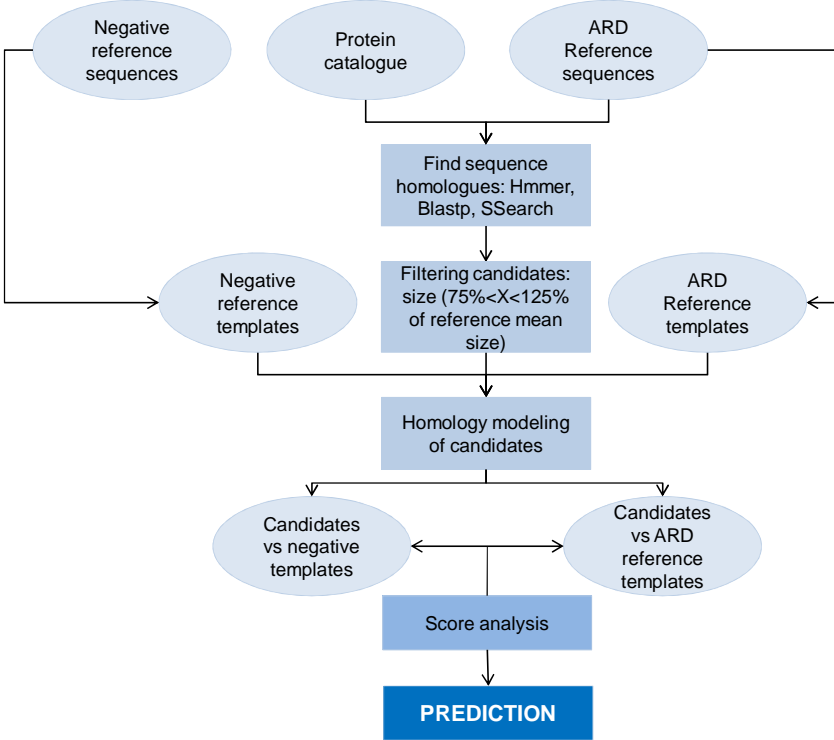 Negative
reference
sequences
Protein
catalogue
ARD
Reference
sequences
Find sequence
homologues: Hmmer,
Blastp, SSearch
Negative
reference
templates
Filtering candidates:
size (75%<X<125%
of reference mean
size)
ARD
Reference
templates
Homology modeling
of candidates
Candidates
vs negative
templates
Candidates
vs ARD
reference
templates
Score analysis
PREDICTION